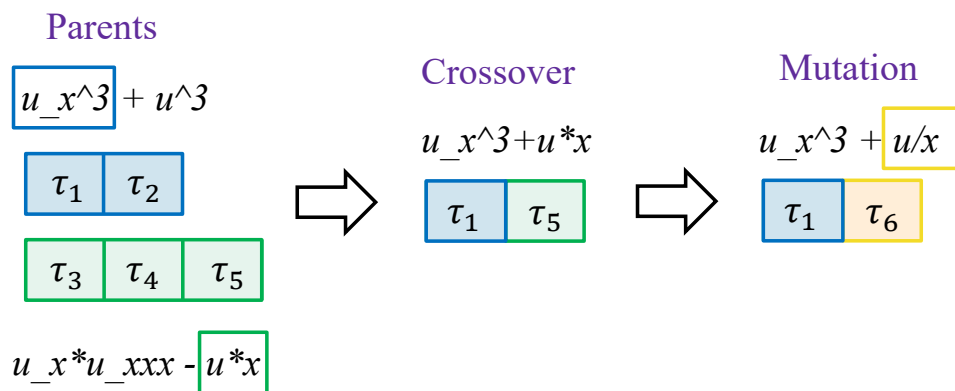 Parents
u_x^3 + u^3
τ₁ τ₂
τ₃ τ₄ τ₅
u_x*u_xxx - u*x
Crossover
u_x^3+u*x
τ₁ τ₅
Mutation
u_x^3 + u/x
τ₁ τ₆